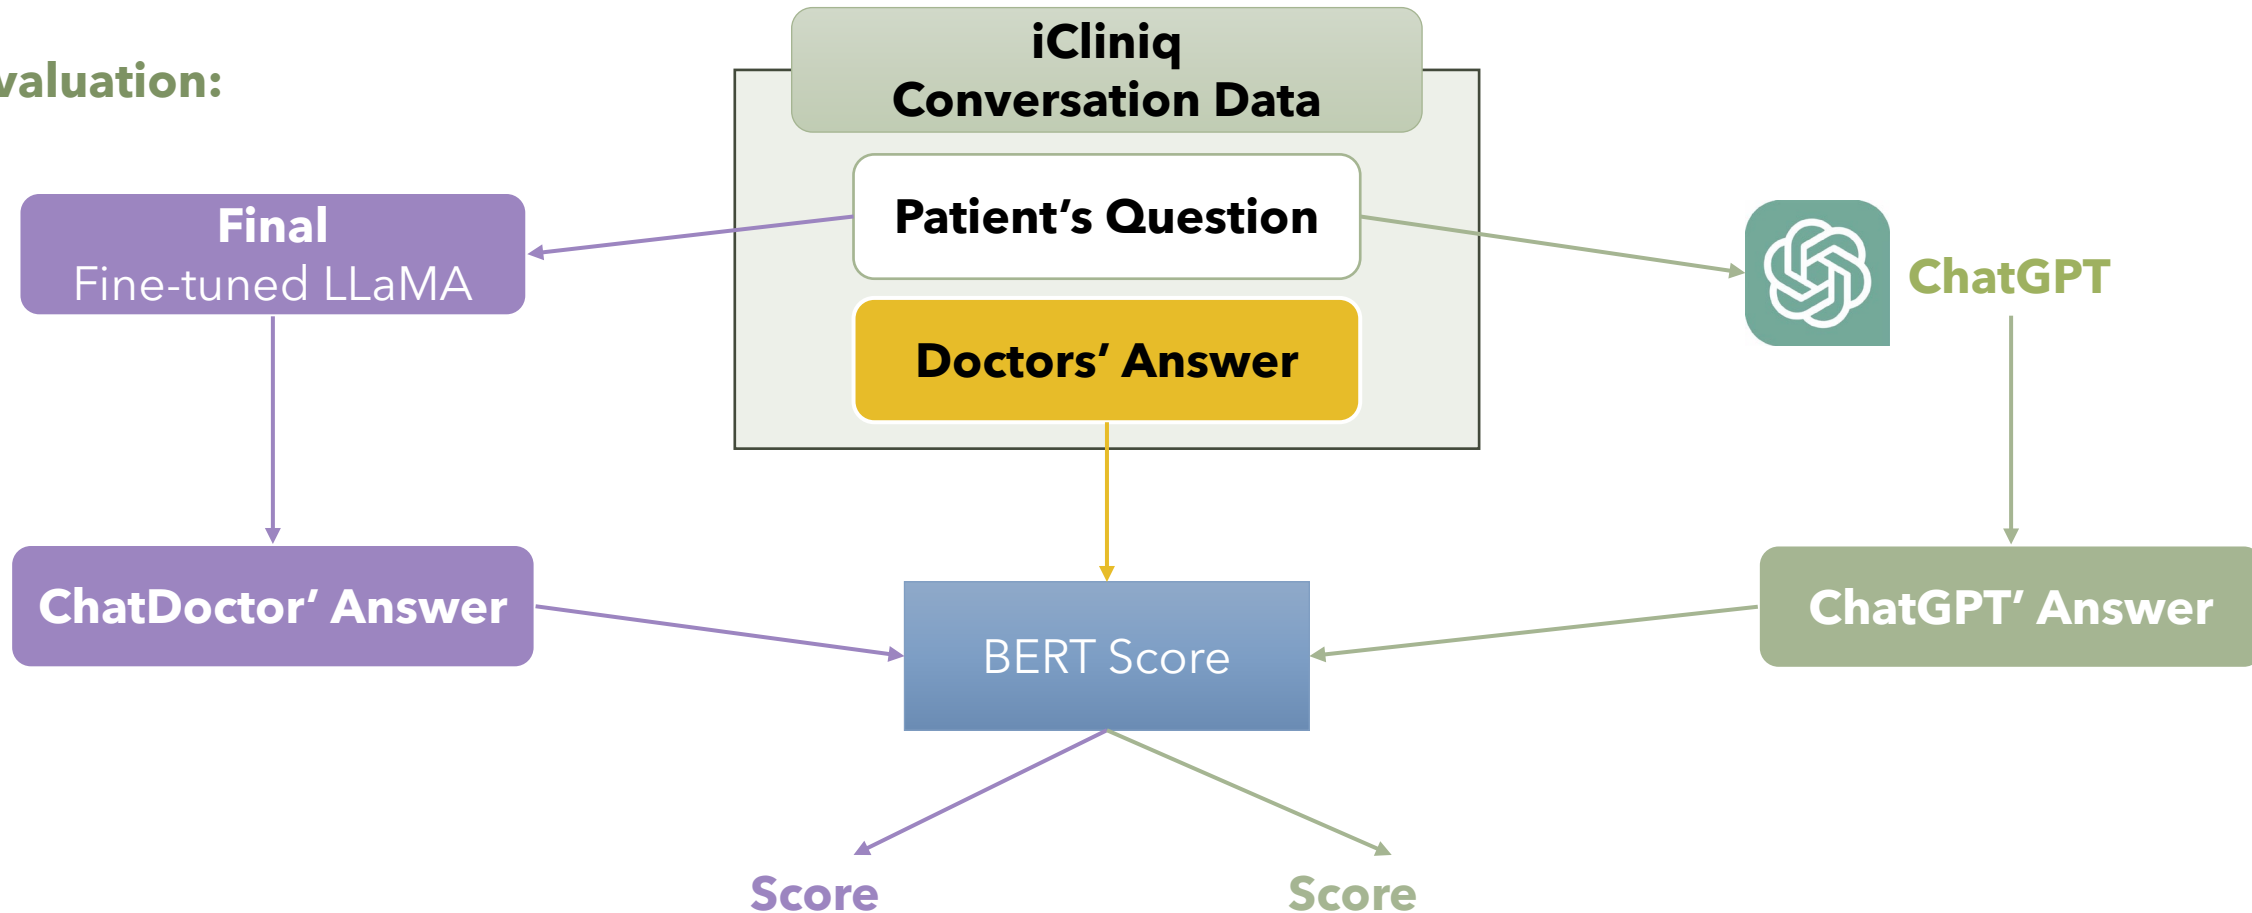 valuation:
iCliniq
Conversation Data
Patient’s Question
Doctors’ Answer
Final
Fine-tuned LLaMA
ChatGPT
ChatDoctor’ Answer
BERT Score
ChatGPT’ Answer
Score
Score